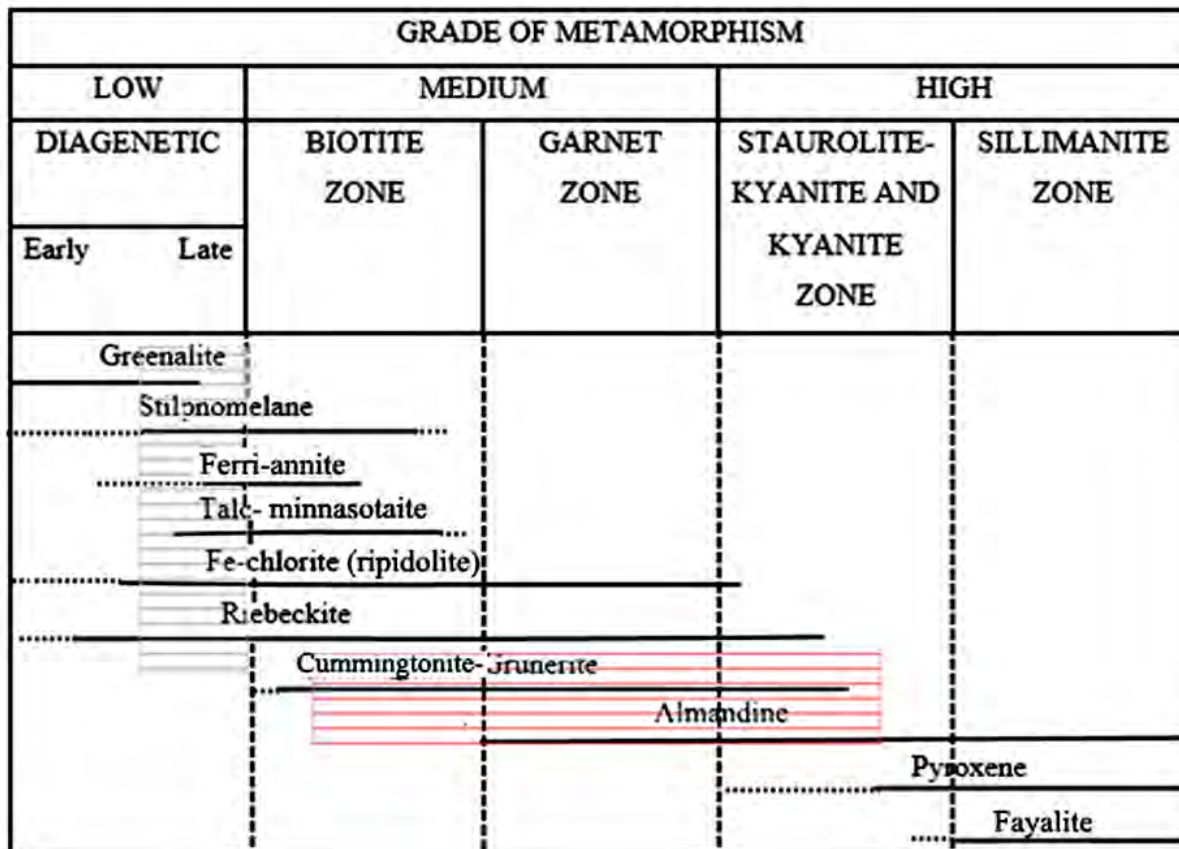 GRADE OF METAMORPHISM
LOW MEDIUM HIGH
DIAGENETIC BIOTITE GARNET STAUROLITE- SILLIMANITE
ZONE ZONE KYANITE AND ZONE
Early Late KYANITE
ZONE
Greenalite
Stilpnomelane
Ferri-annite
Talc- minnasotaite
Fe-chlorite (ripidolite)
Riebeckite
Cummingtonite-Grunerite
Almandine
Pyroxene
Fayalite